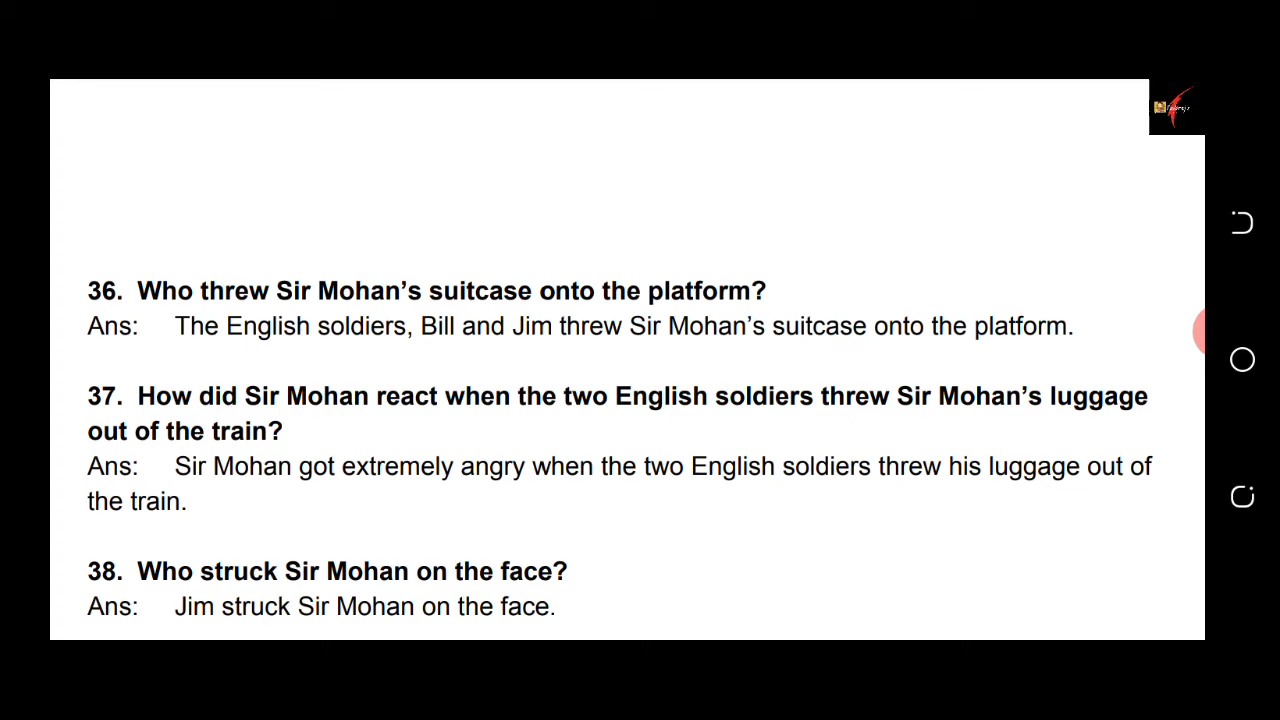 36. Who threw Sir Mohan’s suitcase onto the platform?
Ans: The English soldiers, Bill and Jim threw Sir Mohan’s suitcase onto the platform.
37. How did Sir Mohan react when the two English soldiers threw Sir Mohan’s luggage
out of the train?
Ans: Sir Mohan got extremely angry when the two English soldiers threw his luggage out of
the train.
38. Who struck Sir Mohan on the face?
Ans: Jim struck Sir Mohan on the face.